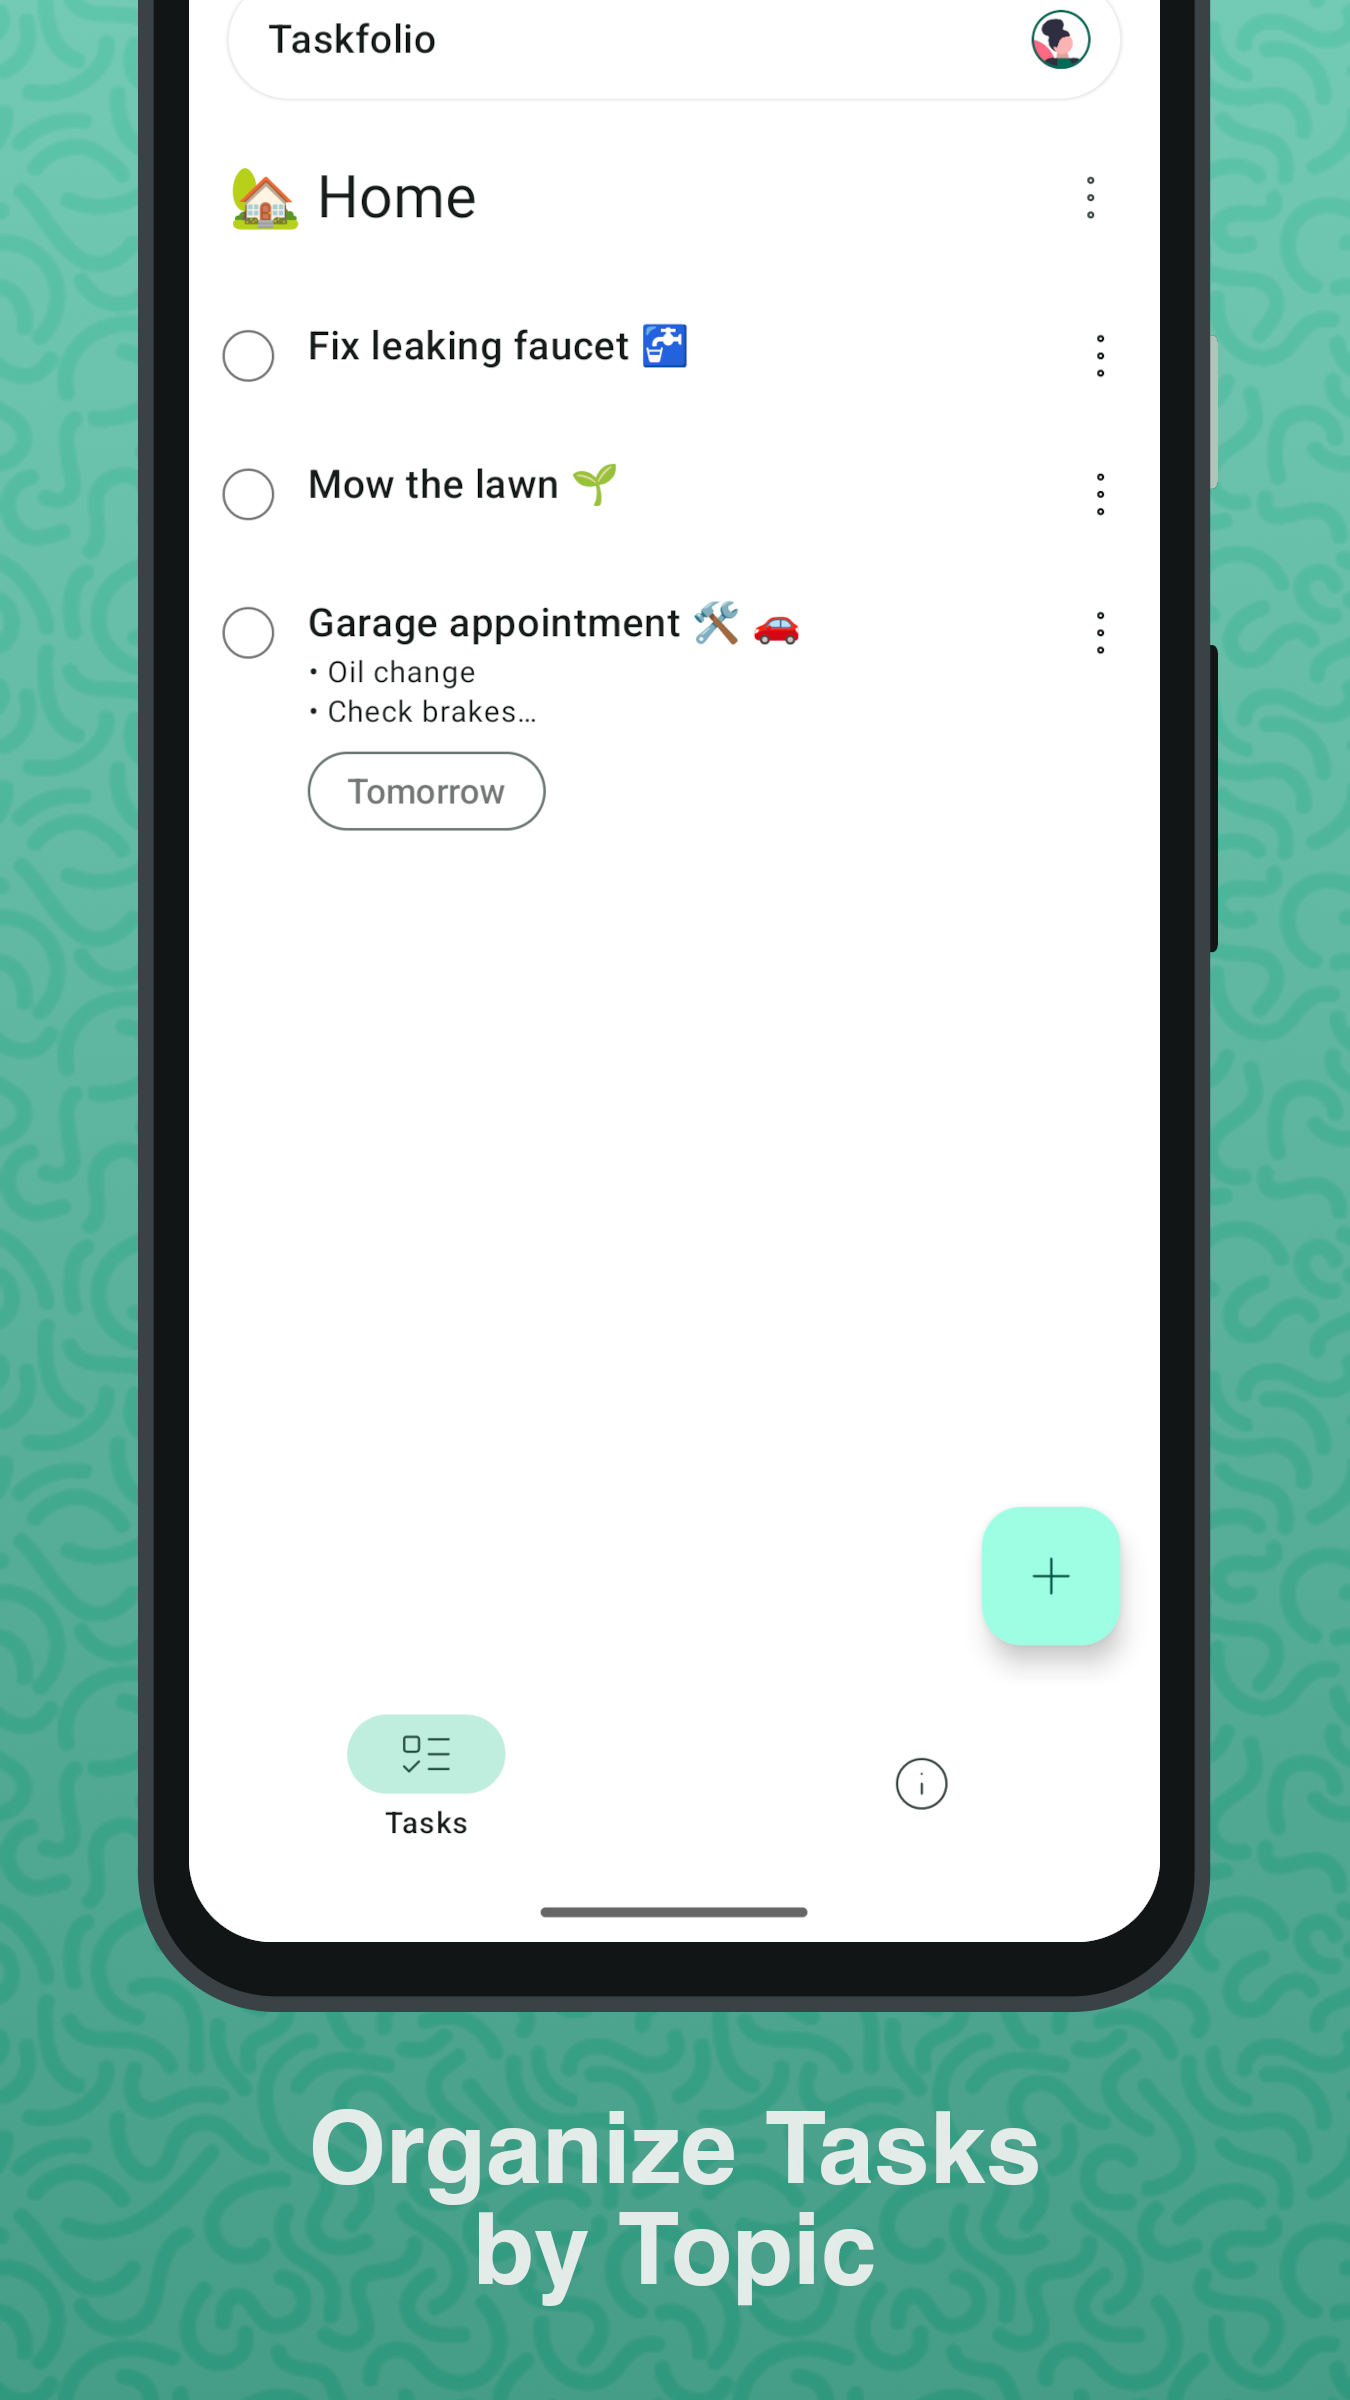 Taskfolio
🏡 Home
Fix leaking faucet 🚰
Mow the lawn 🌱
Garage appointment 🛠️ 🚗
• Oil change
• Check brakes…
Tomorrow
Tasks
Organize Tasks
by Topic